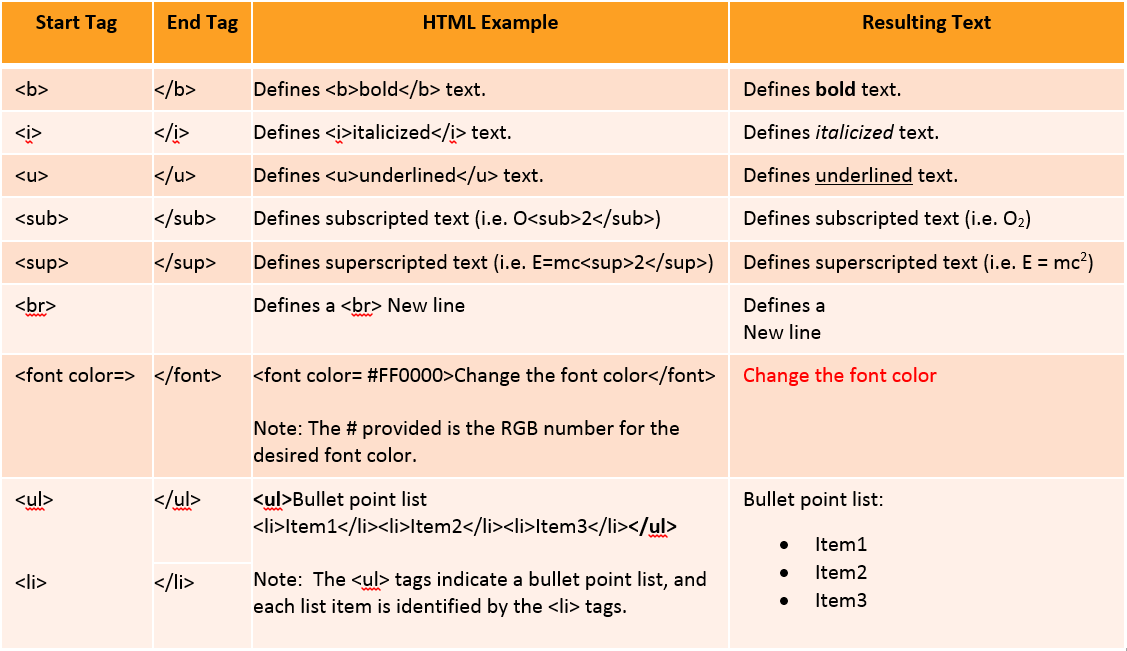 Start Tag End Tag HTML Example Resulting Text
<b> </b> Defines <b>bold</b> text. Defines bold text.
<i> </i> Defines <i>italicized</i> text. Defines italicized text.
<u> </u> Defines <u>underlined</u> text. Defines underlined text.
<sub> </sub> Defines subscripted text (i.e. O<sub>2</sub>) Defines subscripted text (i.e. O₂)
<sup> </sup> Defines superscripted text (i.e. E=mc<sup>2</sup>) Defines superscripted text (i.e. E = mc²)
<br> Defines a <br> New line Defines a
New line
<font color=> </font> <font color= #FF0000>Change the font color</font> Change the font color
Note: The # provided is the RGB number for the
desired font color.
<ul> </ul> <ul>Bullet point list Bullet point list:
<li>Item1</li><li>Item2</li><li>Item3</li></ul>
• Item1
• Item2
• Item3
<li> </li> Note: The <ul> tags indicate a bullet point list, and
each list item is identified by the <li> tags.